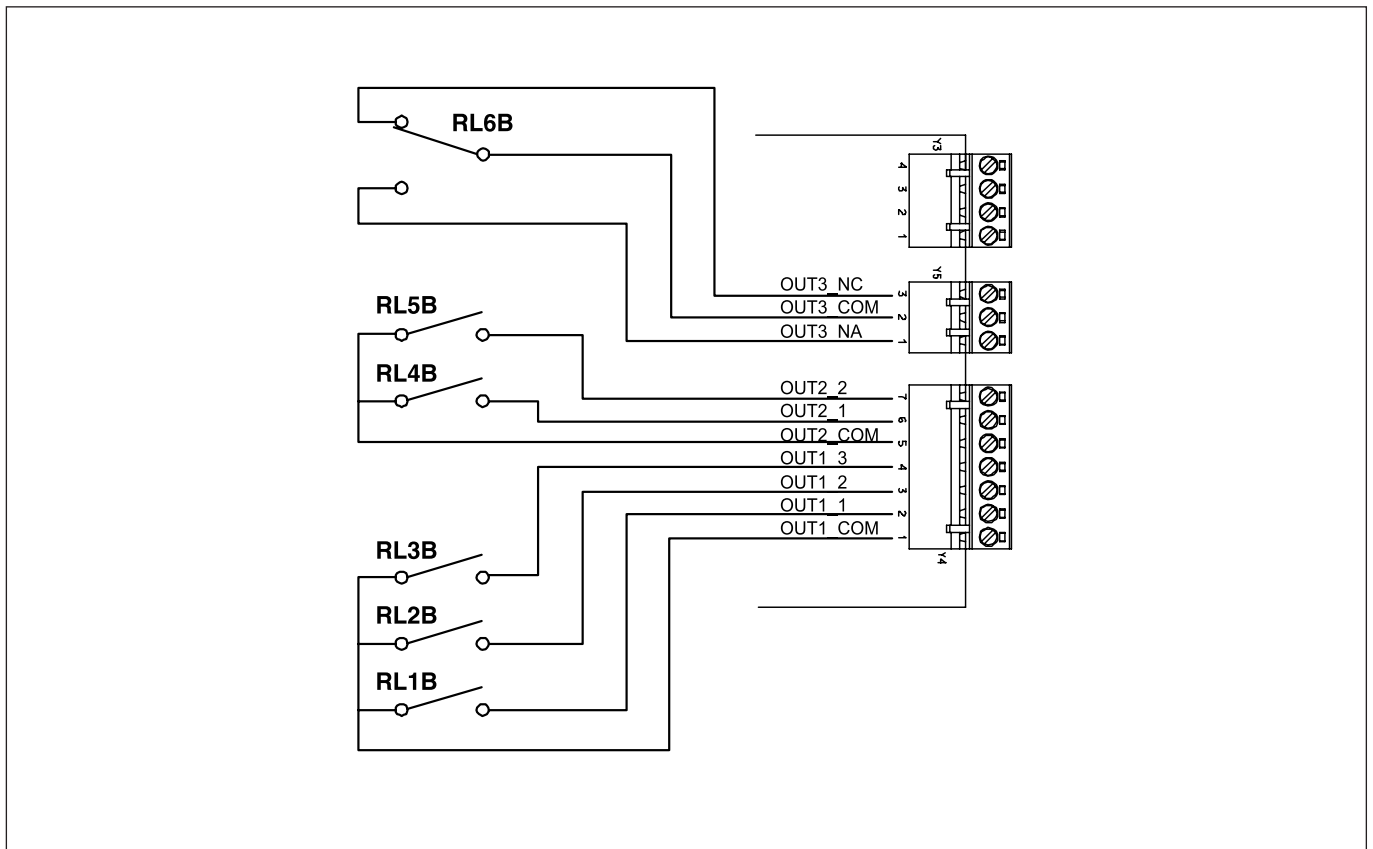 RL6B
Y3
4
3
2
1
Y5
OUT3_NC 3
OUT3_COM 2
OUT3_NA 1
RL5B
RL4B
OUT2_2 7
OUT2_1 6
OUT2_COM 5
OUT1_3 4
OUT1_2 3
OUT1_1 2
OUT1_COM 1
Y4
RL3B
RL2B
RL1B